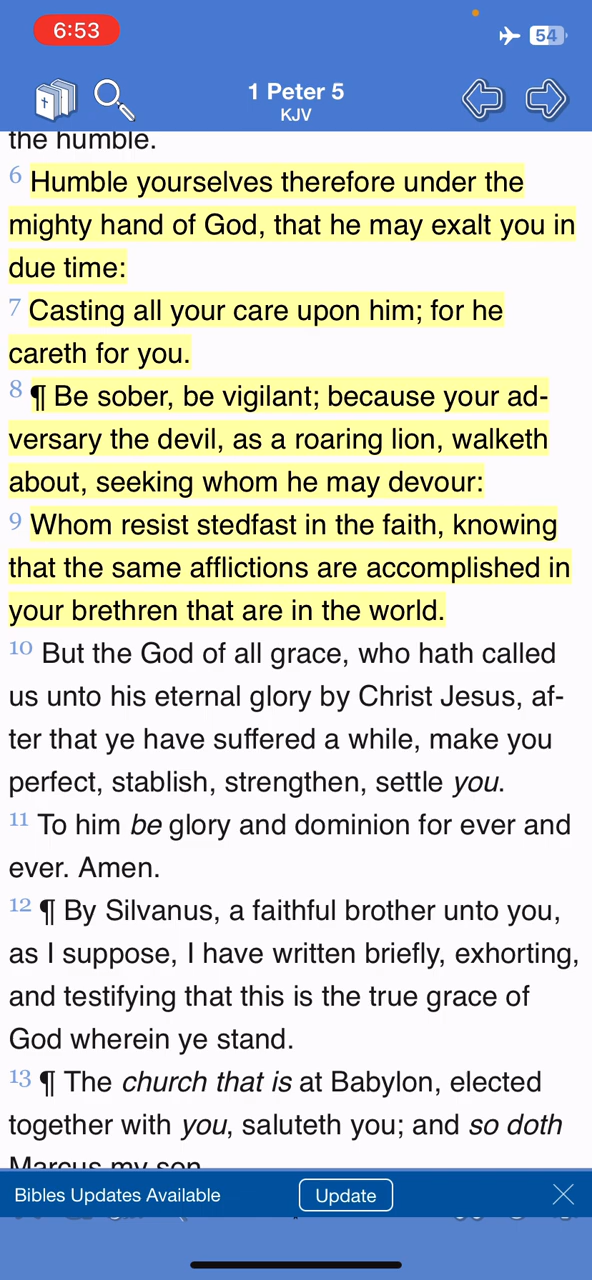 6:53
54
1 Peter 5
KJV
the humble.
6 Humble yourselves therefore under the
mighty hand of God, that he may exalt you in
due time:
7 Casting all your care upon him; for he
careth for you.
8 ¶ Be sober, be vigilant; because your ad-
versary the devil, as a roaring lion, walketh
about, seeking whom he may devour:
9 Whom resist stedfast in the faith, knowing
that the same afflictions are accomplished in
your brethren that are in the world.
10 But the God of all grace, who hath called
us unto his eternal glory by Christ Jesus, af-
ter that ye have suffered a while, make you
perfect, stablish, strengthen, settle you.
11 To him be glory and dominion for ever and
ever. Amen.
12 ¶ By Silvanus, a faithful brother unto you,
as I suppose, I have written briefly, exhorting,
and testifying that this is the true grace of
God wherein ye stand.
13 ¶ The church that is at Babylon, elected
together with you, saluteth you; and so doth
Marcus my son.
Bibles Updates Available
Update